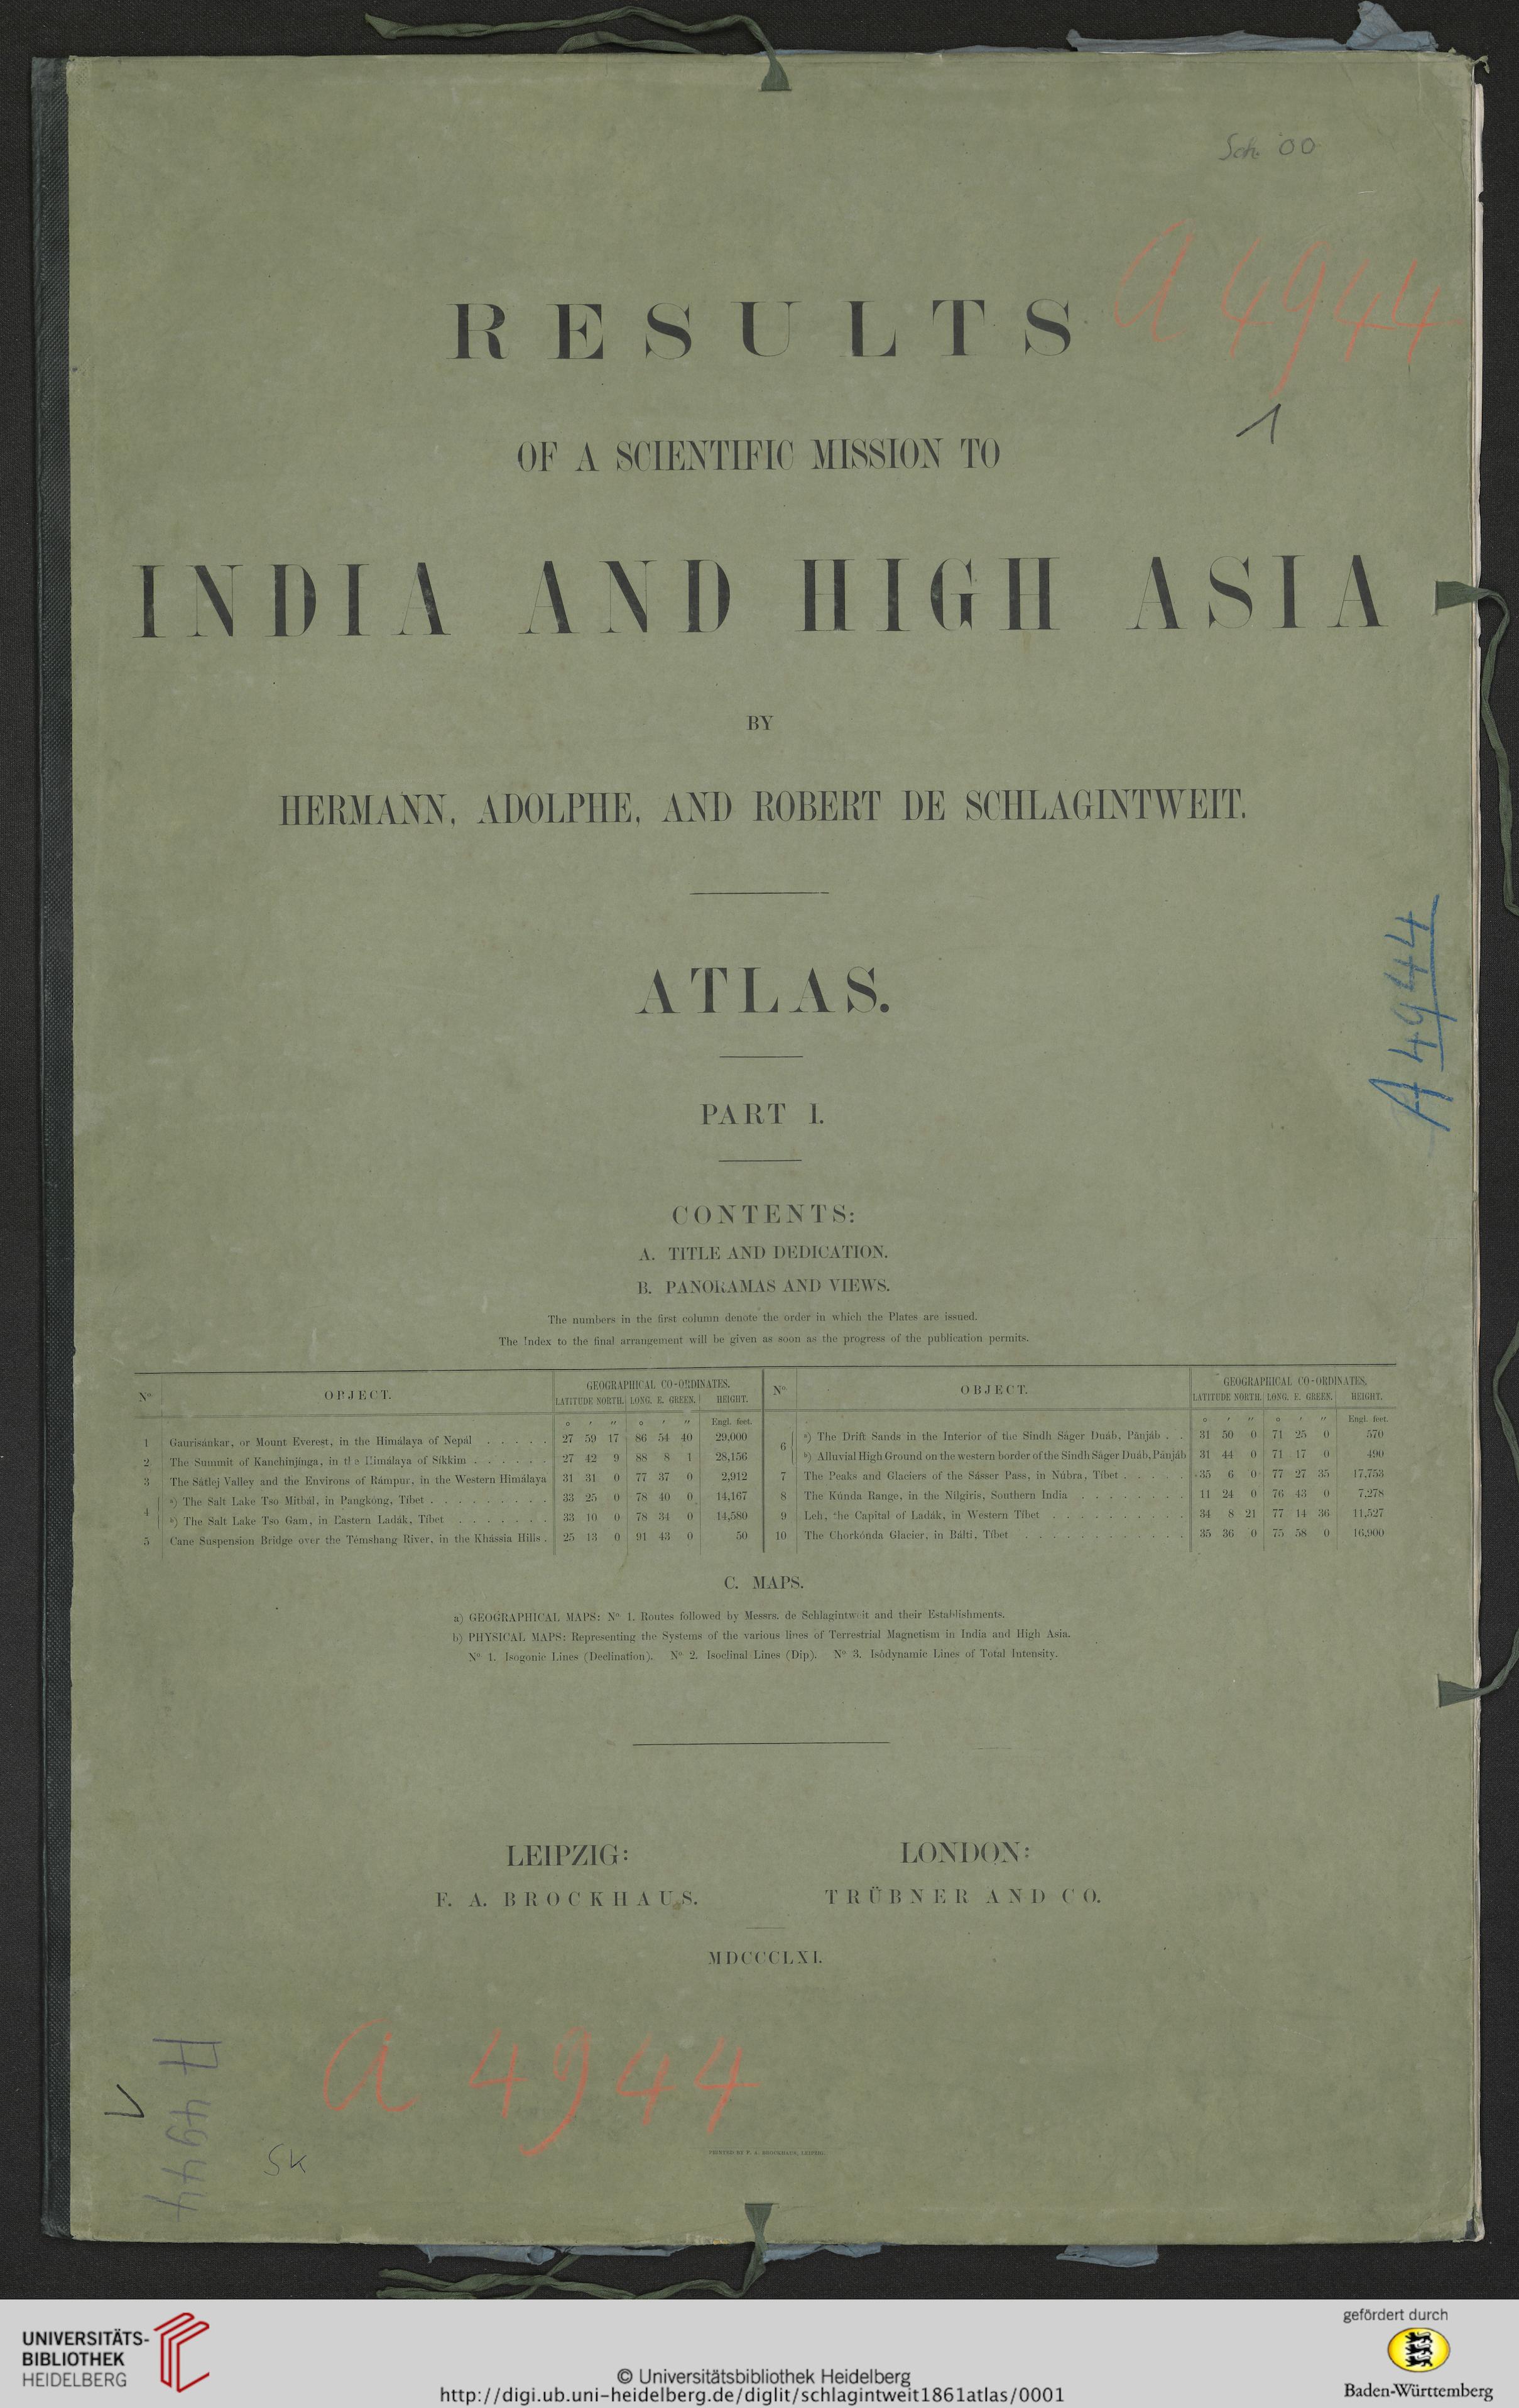 Sch. 00
RESULTS
a 4944
1
OF A SCIENTIFIC MISSION TO
INDIA AND HIGH ASIA
BY
HERMANN, ADOLPHE, AND ROBERT DE SCHLAGINTWEIT.
ATLAS.
A 4944
PART I.
CONTENTS:
A. TITLE AND DEDICATION.
B. PANORAMAS AND VIEWS.
The numbers in the first column denote the order in which the Plates are issued.
The Index to the final arrangement will be given as soon as the progress of the publication permits.
No OBJECT. GEOGRAPHICAL CO-ORDINATES. LATITUDE NORTH. LONG. E. GREEN. HEIGHT.
° ′ ″ ° ′ ″ Engl. feet.
1 Gaurisánkar, or Mount Everest, in the Himálaya of Nepál . . . . . 27 59 17 86 54 40 29,000
2 The Summit of Kanchinjínga, in the Himálaya of Síkkim . . . . . . 27 42 9 88 8 1 28,156
3 The Sátlej Valley and the Environs of Rámpur, in the Western Himálaya 31 31 0 77 37 0 2,912
4 a) The Salt Lake Tso Mitbál, in Pangkóng, Tíbet . . . . . . . . . 33 25 0 78 40 0 14,167
b) The Salt Lake Tso Gam, in Eastern Ladák, Tíbet . . . . . . . 33 10 0 78 34 0 14,580
5 Cane Suspension Bridge over the Témshang River, in the Khássia Hills . 25 13 0 91 43 0 50
No OBJECT. GEOGRAPHICAL CO-ORDINATES. LATITUDE NORTH. LONG. E. GREEN. HEIGHT.
° ′ ″ ° ′ ″ Engl. feet.
6 a) The Drift Sands in the Interior of the Sindh Ságer Duáb, Pánjáb . . 31 50 0 71 25 0 570
b) Alluvial High Ground on the western border of the Sindh Ságer Duáb, Pánjáb 31 44 0 71 17 0 490
7 The Peaks and Glaciers of the Sásser Pass, in Núbra, Tíbet . . . . . 35 6 0 77 27 35 17,753
8 The Kúnda Range, in the Nílgiris, Southern India . . . . . . . . . 11 24 0 76 43 0 7,278
9 Leh, the Capital of Ladák, in Western Tíbet . . . . . . . . . . . 34 8 21 77 14 36 11,527
10 The Chorkónda Glacier, in Bálti, Tíbet . . . . . . . . . . . . . 35 36 0 75 58 0 16,900
C. MAPS.
a) GEOGRAPHICAL MAPS: No 1. Routes followed by Messrs. de Schlagintweit and their Establishments.
b) PHYSICAL MAPS: Representing the Systems of the various lines of Terrestrial Magnetism in India and High Asia.
No 1. Isogonic Lines (Declination). No 2. Isoclinal Lines (Dip). No 3. Isodynamic Lines of Total Intensity.
LEIPZIG:
F. A. BROCKHAUS.
LONDON:
TRÜBNER AND CO.
MDCCCLXI.
A 4944
V
a 4944
SK
PRINTED BY F. A. BROCKHAUS, LEIPZIG.
UNIVERSITÄTS-
BIBLIOTHEK
HEIDELBERG
© Universitätsbibliothek Heidelberg
http://digi.ub.uni-heidelberg.de/diglit/schlagintweit1861atlas/0001
gefördert durch
Baden-Württemberg